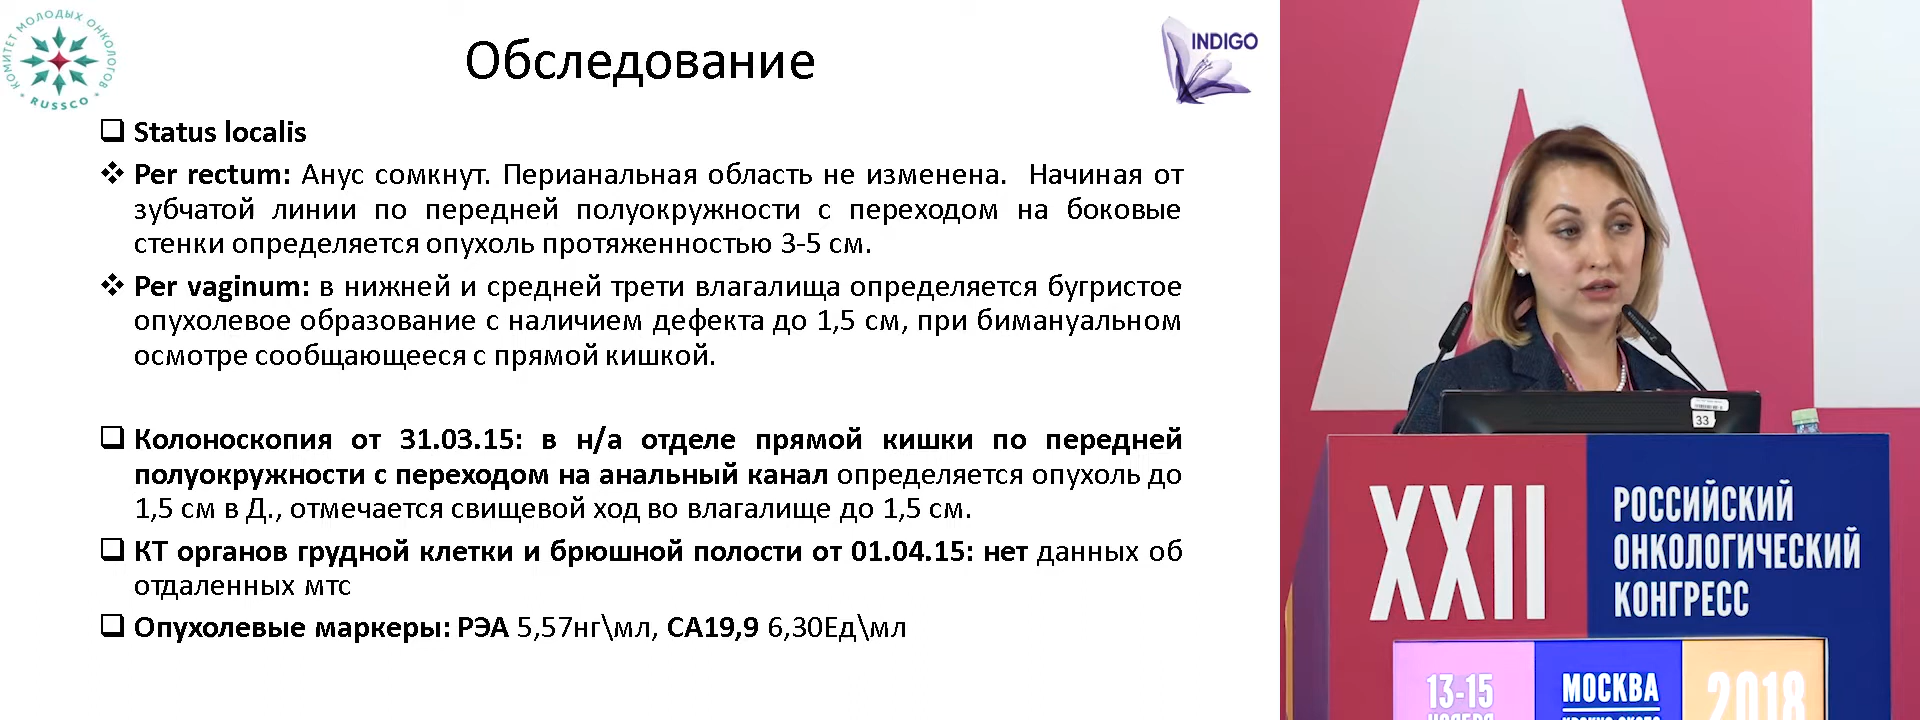 КОМИТЕТ МОЛОДЫХ ОНКОЛОГОВ
RUSSCO
Обследование
INDIGO
Status localis
Per rectum: Анус сомкнут. Перианальная область не изменена. Начиная от
зубчатой линии по передней полуокружности с переходом на боковые
стенки определяется опухоль протяженностью 3-5 см.
Per vaginum: в нижней и средней трети влагалища определяется бугристое
опухолевое образование с наличием дефекта до 1,5 см, при бимануальном
осмотре сообщающееся с прямой кишкой.
Колоноскопия от 31.03.15: в н/а отделе прямой кишки по передней
полуокружности с переходом на анальный канал определяется опухоль до
1,5 см в Д., отмечается свищевой ход во влагалище до 1,5 см.
КТ органов грудной клетки и брюшной полости от 01.04.15: нет данных об
отдаленных мтс
Опухолевые маркеры: РЭА 5,57нг\мл, СА19,9 6,30Ед\мл
33
XXII
РОССИЙСКИЙ
ОНКОЛОГИЧЕСКИЙ
КОНГРЕСС
13-15
НОЯБРЯ
МОСКВА
2018